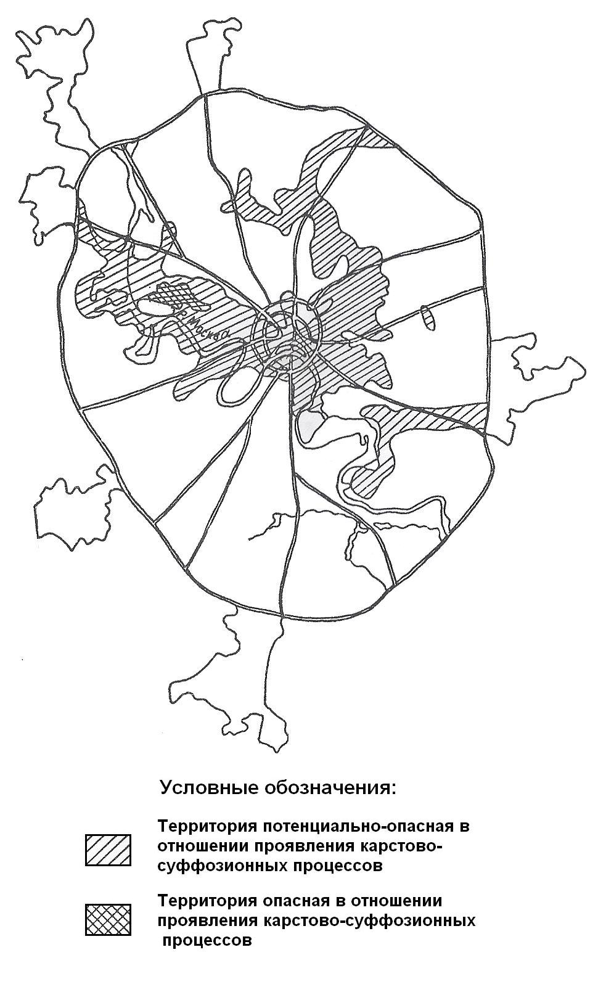 р. Москва
Условные обозначения:
Территория потенциально-опасная в
отношении проявления карстово-
суффозионных процессов
Территория опасная в отношении
проявления карстово-суффозионных
процессов